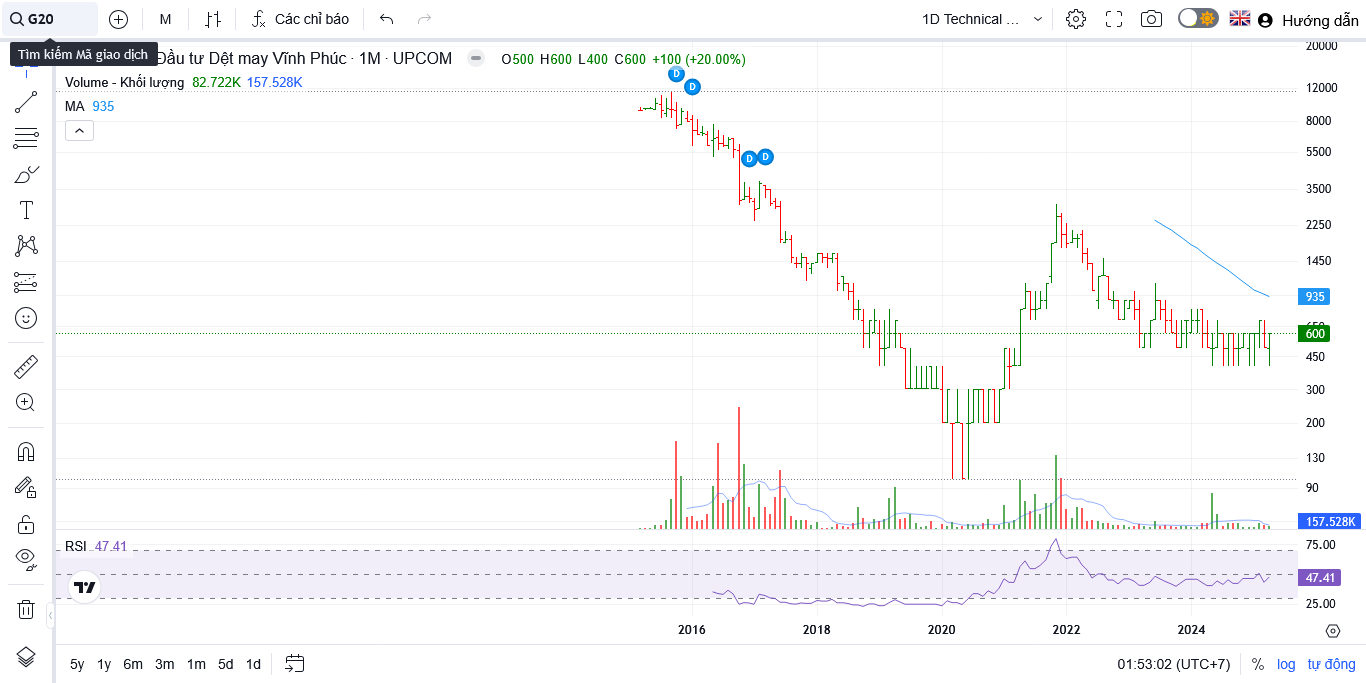 G20
M
Các chỉ báo
1D Technical ...
Hướng dẫn
Tìm kiếm Mã giao dịch
Đầu tư Dệt may Vĩnh Phúc · 1M · UPCOM
O500 H600 L400 C600 +100 (+20.00%)
Volume - Khối lượng 82.722K 157.528K
MA 935
D
D
D
D
20000
12000
8000
5500
3500
2250
1450
935
650
600
450
300
200
130
90
157.528K
RSI 47.41
75.00
47.41
25.00
2016
2018
2020
2022
2024
5y 1y 6m 3m 1m 5d 1d
01:53:02 (UTC+7)
% log tự động